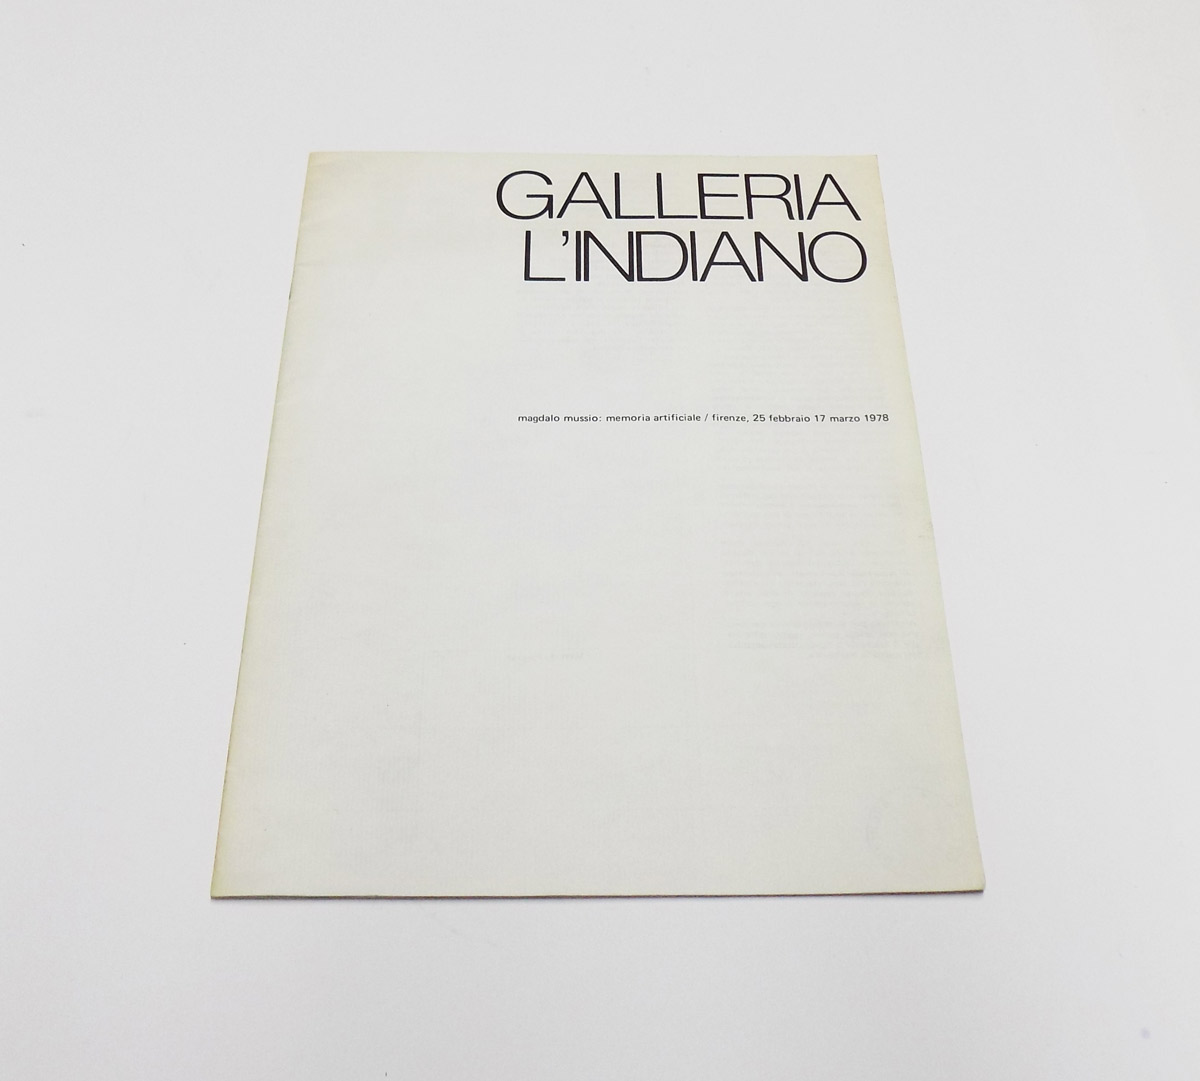 GALLERIA
L'INDIANO
magdalo mussio: memoria artificiale / firenze, 25 febbraio 17 marzo 1978